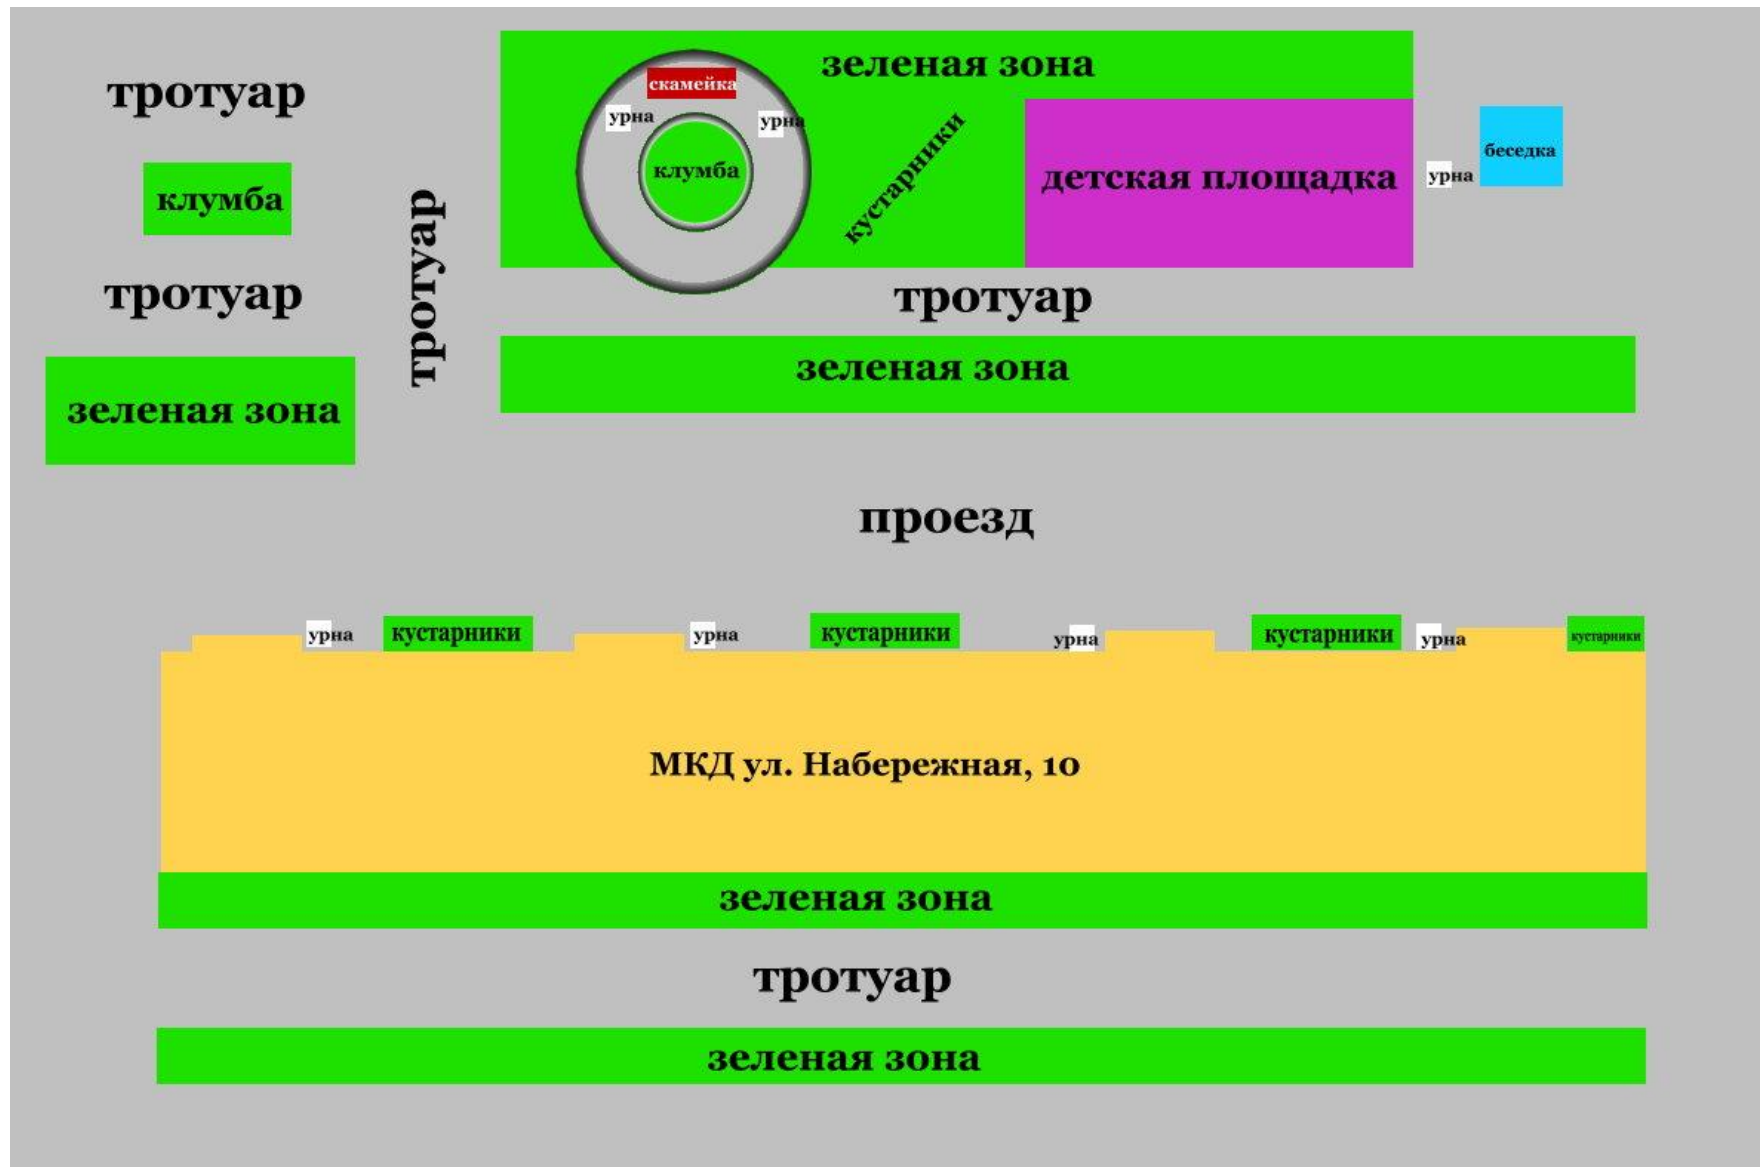 зеленая зона
тротуар
скамейка
урна
урна
клумба
кустарники
детская площадка
беседка
урна
клумба
тротуар
тротуар
тротуар
зеленая зона
зеленая зона
проезд
урна
кустарники
урна
кустарники
урна
кустарники
урна
кустарники
МКД ул. Набережная, 10
зеленая зона
тротуар
зеленая зона